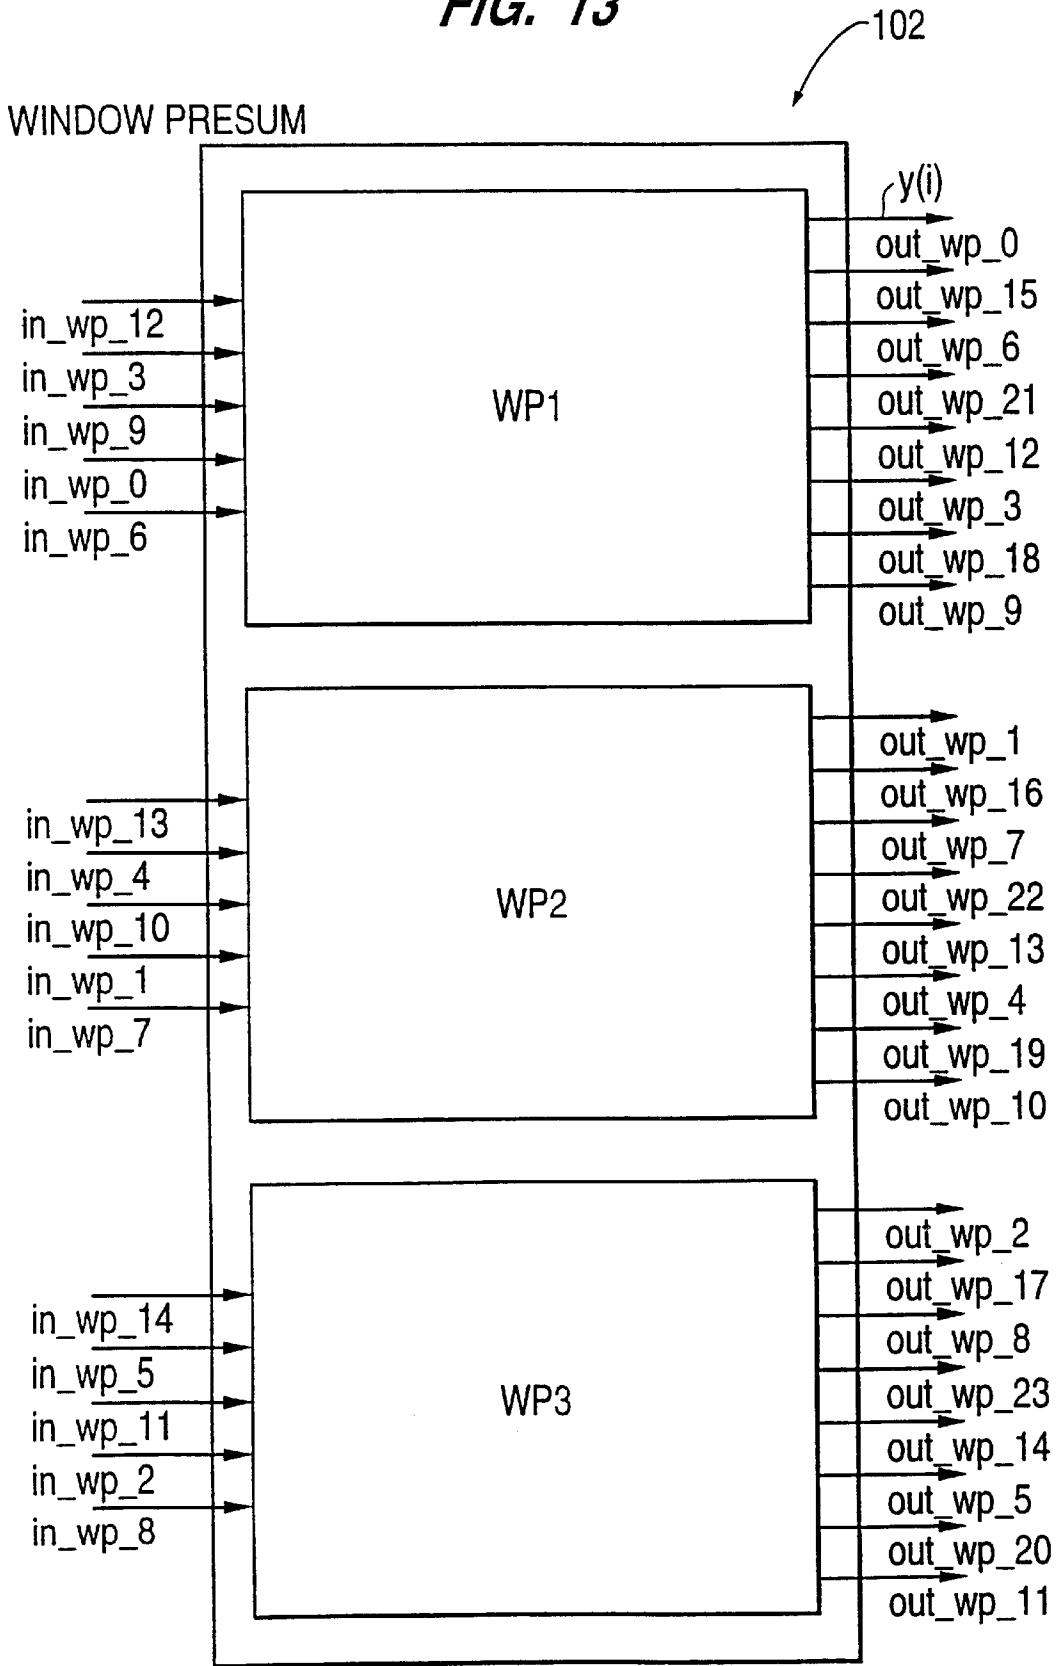 FIG. 13
102
WINDOW PRESUM
y(i)
out_wp_0
out_wp_15
in_wp_12
out_wp_6
in_wp_3
WP1
out_wp_21
in_wp_9
out_wp_12
in_wp_0
out_wp_3
in_wp_6
out_wp_18
out_wp_9
out_wp_1
out_wp_16
in_wp_13
out_wp_7
in_wp_4
WP2
out_wp_22
in_wp_10
out_wp_13
in_wp_1
out_wp_4
in_wp_7
out_wp_19
out_wp_10
out_wp_2
out_wp_17
in_wp_14
out_wp_8
in_wp_5
WP3
out_wp_23
in_wp_11
out_wp_14
in_wp_2
out_wp_5
in_wp_8
out_wp_20
out_wp_11